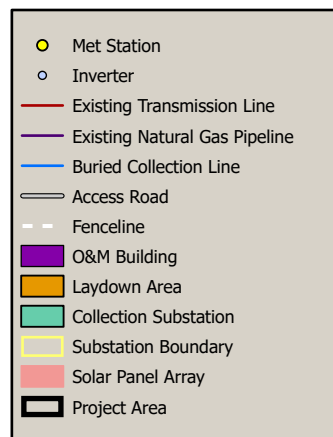 Met Station
Inverter
Existing Transmission Line
Existing Natural Gas Pipeline
Buried Collection Line
Access Road
Fenceline
O&M Building
Laydown Area
Collection Substation
Substation Boundary
Solar Panel Array
Project Area